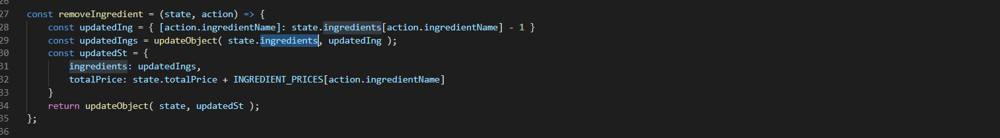 26
27 const removeIngredient = (state, action) => {
28     const updatedIng = { [action.ingredientName]: state.ingredients[action.ingredientName] - 1 }
29     const updatedIngs = updateObject( state.ingredients, updatedIng );
30     const updatedSt = {
31         ingredients: updatedIngs,
32         totalPrice: state.totalPrice + INGREDIENT_PRICES[action.ingredientName]
33     }
34     return updateObject( state, updatedSt );
35 };
36